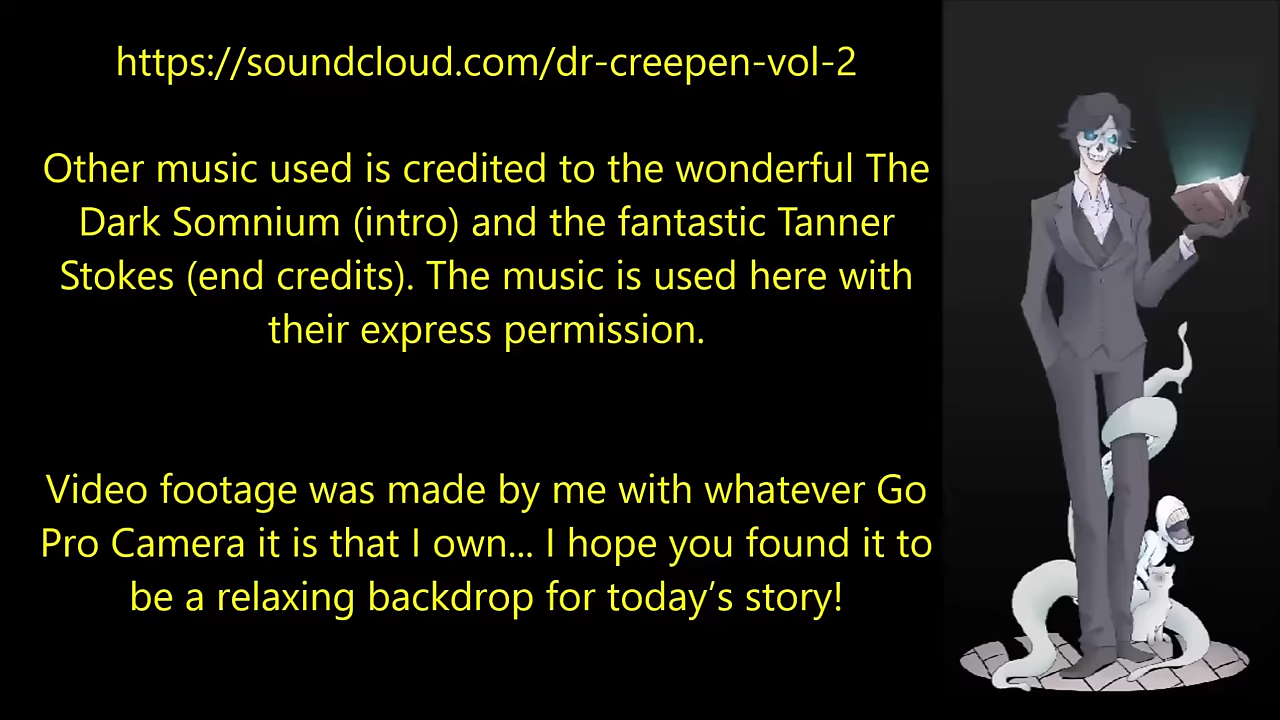 https://soundcloud.com/dr-creepen-vol-2
Other music used is credited to the wonderful The
Dark Somnium (intro) and the fantastic Tanner
Stokes (end credits). The music is used here with
their express permission.
Video footage was made by me with whatever Go
Pro Camera it is that I own... I hope you found it to
be a relaxing backdrop for today’s story!